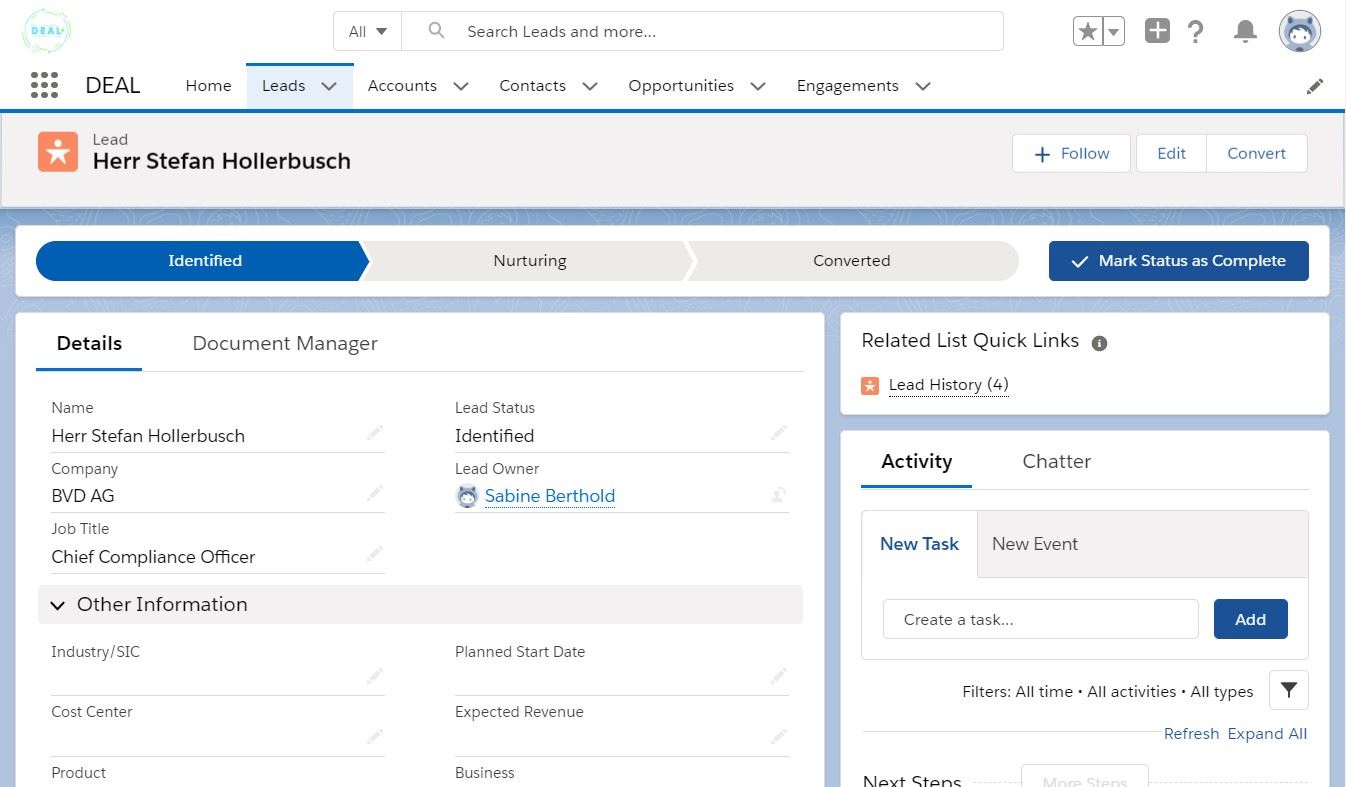 DEAL
All
Search Leads and more...
DEAL
Home
Leads
Accounts
Contacts
Opportunities
Engagements
Lead
Herr Stefan Hollerbusch
Follow
Edit
Convert
Identified
Nurturing
Converted
Mark Status as Complete
Details
Document Manager
Name
Herr Stefan Hollerbusch
Lead Status
Identified
Company
BVD AG
Lead Owner
Sabine Berthold
Job Title
Chief Compliance Officer
Other Information
Industry/SIC
Planned Start Date
Cost Center
Expected Revenue
Product
Business
Related List Quick Links
Lead History (4)
Activity
Chatter
New Task
New Event
Create a task...
Add
Filters: All time • All activities • All types
Refresh Expand All
Next Steps
More Steps